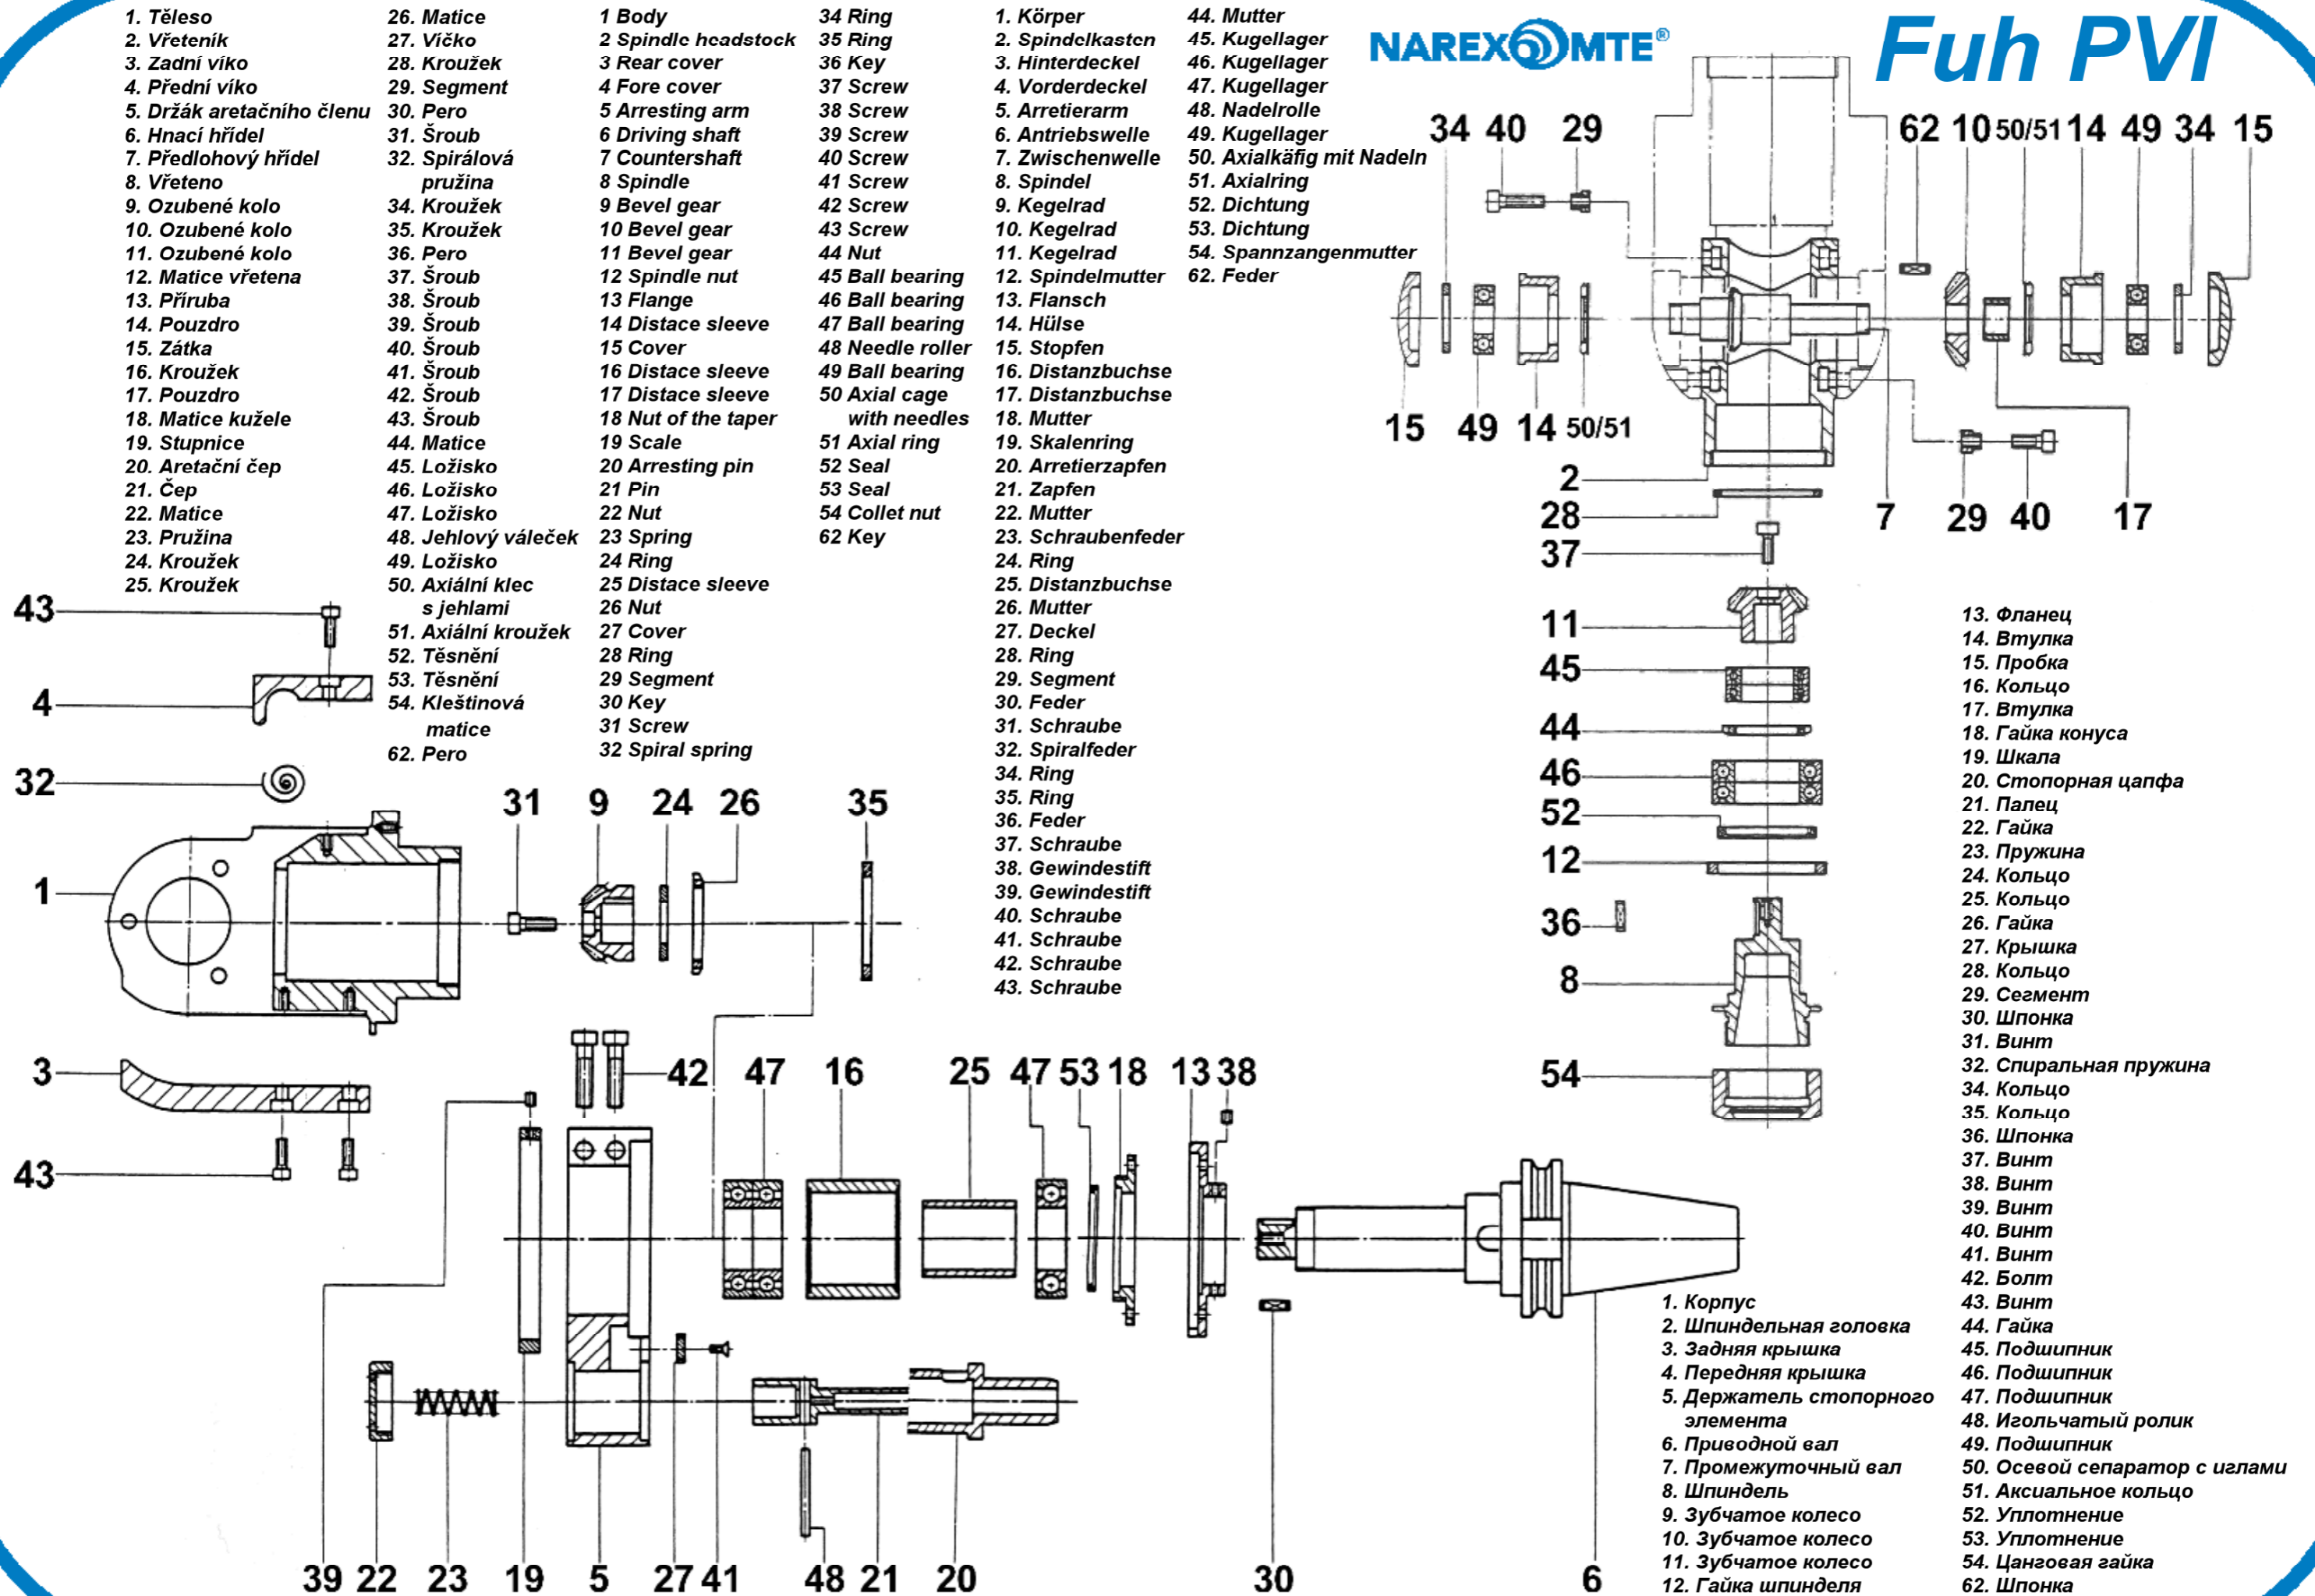 1. Těleso
2. Vřeteník
3. Zadní víko
4. Přední víko
5. Držák aretačního členu
6. Hnací hřídel
7. Předlohový hřídel
8. Vřeteno
9. Ozubené kolo
10. Ozubené kolo
11. Ozubené kolo
12. Matice vřetena
13. Příruba
14. Pouzdro
15. Zátka
16. Kroužek
17. Pouzdro
18. Matice kužele
19. Stupnice
20. Aretační čep
21. Čep
22. Matice
23. Pružina
24. Kroužek
25. Kroužek
26. Matice
27. Víčko
28. Kroužek
29. Segment
30. Pero
31. Šroub
32. Spirálová
pružina
34. Kroužek
35. Kroužek
36. Pero
37. Šroub
38. Šroub
39. Šroub
40. Šroub
41. Šroub
42. Šroub
43. Šroub
44. Matice
45. Ložisko
46. Ložisko
47. Ložisko
48. Jehlový váleček
49. Ložisko
50. Axiální klec
s jehlami
51. Axiální kroužek
52. Těsnění
53. Těsnění
54. Kleštinová
matice
62. Pero
1 Body
2 Spindle headstock
3 Rear cover
4 Fore cover
5 Arresting arm
6 Driving shaft
7 Countershaft
8 Spindle
9 Bevel gear
10 Bevel gear
11 Bevel gear
12 Spindle nut
13 Flange
14 Distace sleeve
15 Cover
16 Distace sleeve
17 Distace sleeve
18 Nut of the taper
19 Scale
20 Arresting pin
21 Pin
22 Nut
23 Spring
24 Ring
25 Distace sleeve
26 Nut
27 Cover
28 Ring
29 Segment
30 Key
31 Screw
32 Spiral spring
34 Ring
35 Ring
36 Key
37 Screw
38 Screw
39 Screw
40 Screw
41 Screw
42 Screw
43 Screw
44 Nut
45 Ball bearing
46 Ball bearing
47 Ball bearing
48 Needle roller
49 Ball bearing
50 Axial cage
with needles
51 Axial ring
52 Seal
53 Seal
54 Collet nut
62 Key
1. Körper
2. Spindelkasten
3. Hinterdeckel
4. Vorderdeckel
5. Arretierarm
6. Antriebswelle
7. Zwischenwelle
8. Spindel
9. Kegelrad
10. Kegelrad
11. Kegelrad
12. Spindelmutter
13. Flansch
14. Hülse
15. Stopfen
16. Distanzbuchse
17. Distanzbuchse
18. Mutter
19. Skalenring
20. Arretierzapfen
21. Zapfen
22. Mutter
23. Schraubenfeder
24. Ring
25. Distanzbuchse
26. Mutter
27. Deckel
28. Ring
29. Segment
30. Feder
31. Schraube
32. Spiralfeder
34. Ring
35. Ring
36. Feder
37. Schraube
38. Gewindestift
39. Gewindestift
40. Schraube
41. Schraube
42. Schraube
43. Schraube
44. Mutter
45. Kugellager
46. Kugellager
47. Kugellager
48. Nadelrolle
49. Kugellager
50. Axialkäfig mit Nadeln
51. Axialring
52. Dichtung
53. Dichtung
54. Spannzangenmutter
62. Feder
NAREX MTE®
Fuh PVI
34 40 29
62 10 50/51 14 49 34 15
15 49 14 50/51
2
28
7 29 40 17
37
11
45
44
46
52
12
36
8
54
43
4
32
1
3
43
31 9 24 26 35
42 47 16 25 47 53 18 13 38
39 22 23 19 5 27 41 48 21 20 30 6
1. Корпус
2. Шпиндельная головка
3. Задняя крышка
4. Передняя крышка
5. Держатель стопорного
элемента
6. Приводной вал
7. Промежуточный вал
8. Шпиндель
9. Зубчатое колесо
10. Зубчатое колесо
11. Зубчатое колесо
12. Гайка шпинделя
13. Фланец
14. Втулка
15. Пробка
16. Кольцо
17. Втулка
18. Гайка конуса
19. Шкала
20. Стопорная цапфа
21. Палец
22. Гайка
23. Пружина
24. Кольцо
25. Кольцо
26. Гайка
27. Крышка
28. Кольцо
29. Сегмент
30. Шпонка
31. Винт
32. Спиральная пружина
34. Кольцо
35. Кольцо
36. Шпонка
37. Винт
38. Винт
39. Винт
40. Винт
41. Винт
42. Болт
43. Винт
44. Гайка
45. Подшипник
46. Подшипник
47. Подшипник
48. Игольчатый ролик
49. Подшипник
50. Осевой сепаратор с иглами
51. Аксиальное кольцо
52. Уплотнение
53. Уплотнение
54. Цанговая гайка
62. Шпонка